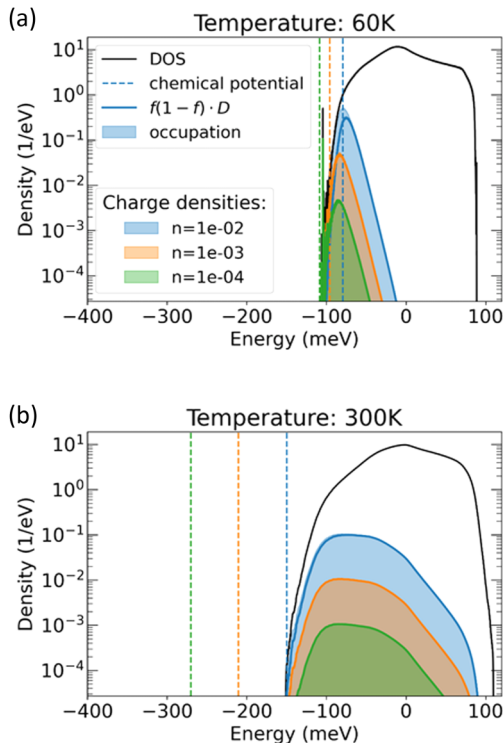 (a)
Temperature: 60K
DOS
chemical potential
f(1 − f) · D
occupation
Charge densities:
n=1e-02
n=1e-03
n=1e-04
Density (1/eV)
10¹
10⁰
10⁻¹
10⁻²
10⁻³
10⁻⁴
−400 −300 −200 −100 0 100
Energy (meV)
(b)
Temperature: 300K
Density (1/eV)
10¹
10⁰
10⁻¹
10⁻²
10⁻³
10⁻⁴
−400 −300 −200 −100 0 100
Energy (meV)